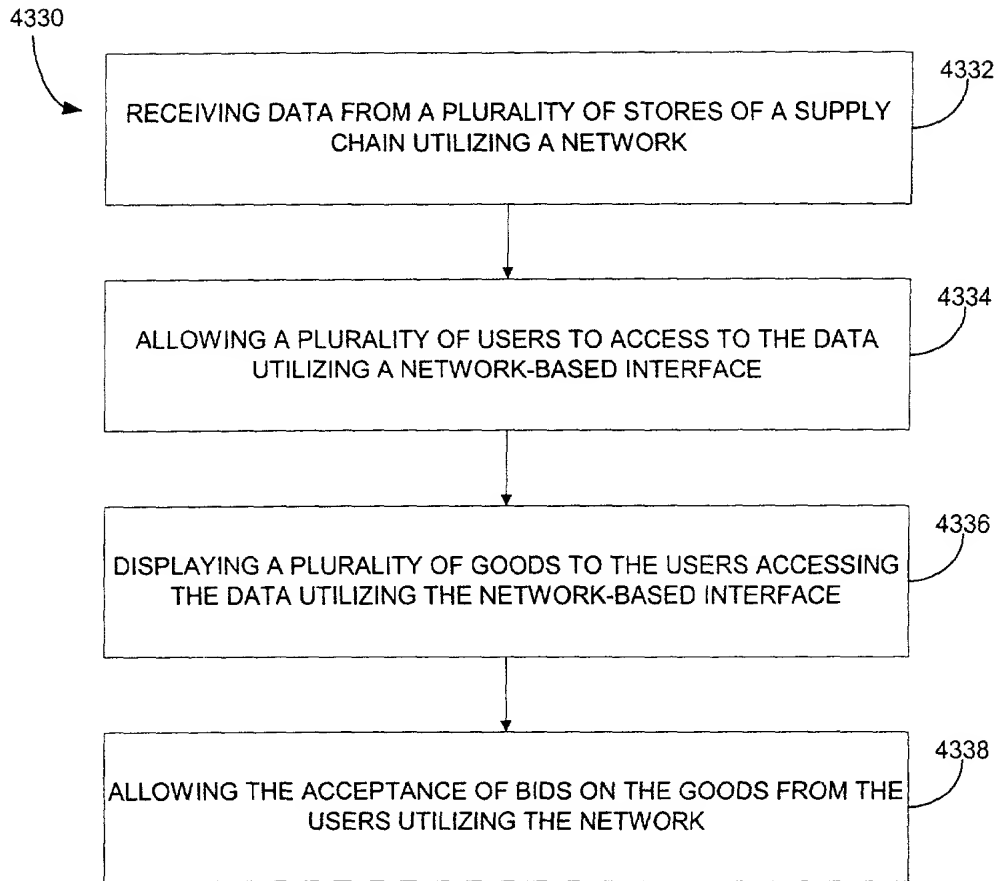 4330
4332
RECEIVING DATA FROM A PLURALITY OF STORES OF A SUPPLY
CHAIN UTILIZING A NETWORK
4334
ALLOWING A PLURALITY OF USERS TO ACCESS TO THE DATA
UTILIZING A NETWORK-BASED INTERFACE
4336
DISPLAYING A PLURALITY OF GOODS TO THE USERS ACCESSING
THE DATA UTILIZING THE NETWORK-BASED INTERFACE
4338
ALLOWING THE ACCEPTANCE OF BIDS ON THE GOODS FROM THE
USERS UTILIZING THE NETWORK